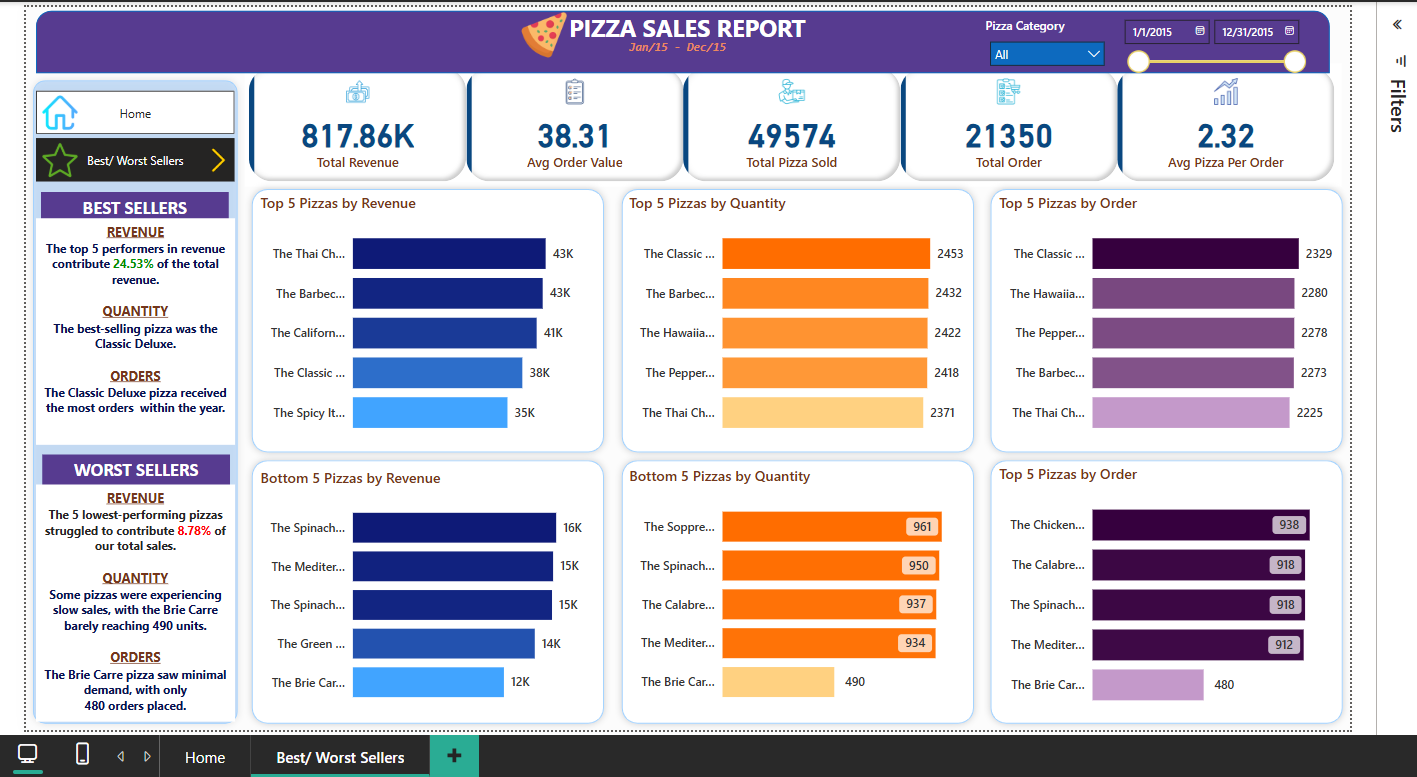 PIZZA SALES REPORT
Jan/15 - Dec/15
Pizza Category
All
1/1/2015
12/31/2015
Filters
Home
Best/ Worst Sellers
817.86K
Total Revenue
38.31
Avg Order Value
49574
Total Pizza Sold
21350
Total Order
2.32
Avg Pizza Per Order
BEST SELLERS
REVENUE
The top 5 performers in revenue
contribute 24.53% of the total
revenue.
QUANTITY
The best-selling pizza was the
Classic Deluxe.
ORDERS
The Classic Deluxe pizza received
the most orders within the year.
WORST SELLERS
REVENUE
The 5 lowest-performing pizzas
struggled to contribute 8.78% of
our total sales.
QUANTITY
Some pizzas were experiencing
slow sales, with the Brie Carre
barely reaching 490 units.
ORDERS
The Brie Carre pizza saw minimal
demand, with only
480 orders placed.
Top 5 Pizzas by Revenue
The Thai Ch... 43K
The Barbec... 43K
The Californ... 41K
The Classic ... 38K
The Spicy It... 35K
Top 5 Pizzas by Quantity
The Classic ... 2453
The Barbec... 2432
The Hawaiia... 2422
The Pepper... 2418
The Thai Ch... 2371
Top 5 Pizzas by Order
The Classic ... 2329
The Hawaiia... 2280
The Pepper... 2278
The Barbec... 2273
The Thai Ch... 2225
Bottom 5 Pizzas by Revenue
The Spinach... 16K
The Mediter... 15K
The Spinach... 15K
The Green ... 14K
The Brie Car... 12K
Bottom 5 Pizzas by Quantity
The Soppre... 961
The Spinach... 950
The Calabre... 937
The Mediter... 934
The Brie Car... 490
Top 5 Pizzas by Order
The Chicken... 938
The Calabre... 918
The Spinach... 918
The Mediter... 912
The Brie Car... 480
Home
Best/ Worst Sellers